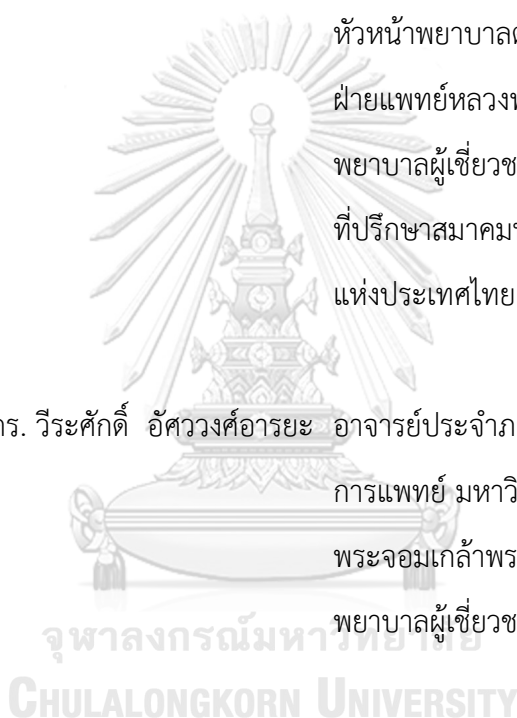 หัวหน้าพยาบาล
ฝ่ายแพทย์หลวง
พยาบาลผู้เชี่ยวช
ที่ปรึกษาสมาคม
แห่งประเทศไทย
กร. วีระศักดิ์ อัศววงศ์อารยะ อาจารย์ประจำภ
การแพทย์ มหาวิ
พระจอมเกล้าพร
พยาบาลผู้เชี่ยวช
จุฬาลงกรณ์มหาวิทยาลัย
CHULALONGKORN UNIVERSITY